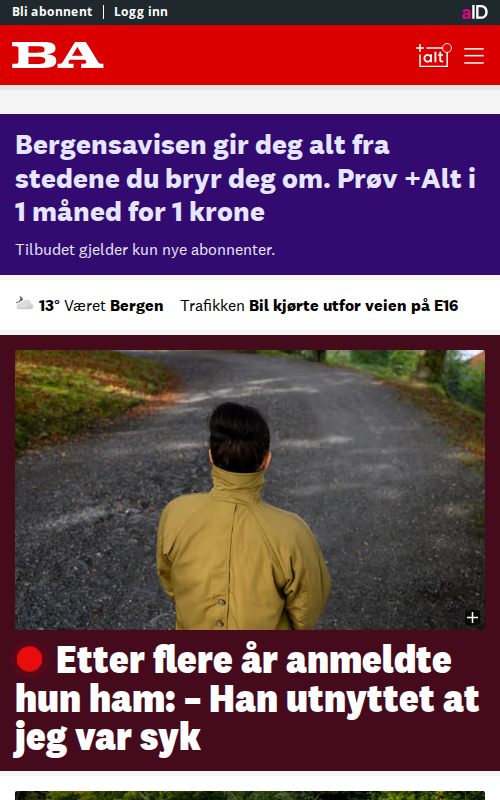 Bli abonnent | Logg inn
aID
BA
+alt
Bergensavisen gir deg alt fra
stedene du bryr deg om. Prøv +Alt i
1 måned for 1 krone
Tilbudet gjelder kun nye abonnenter.
13° Været Bergen Trafikken Bil kjørte utfor veien på E16
Etter flere år anmeldte
hun ham: – Han utnyttet at
jeg var syk